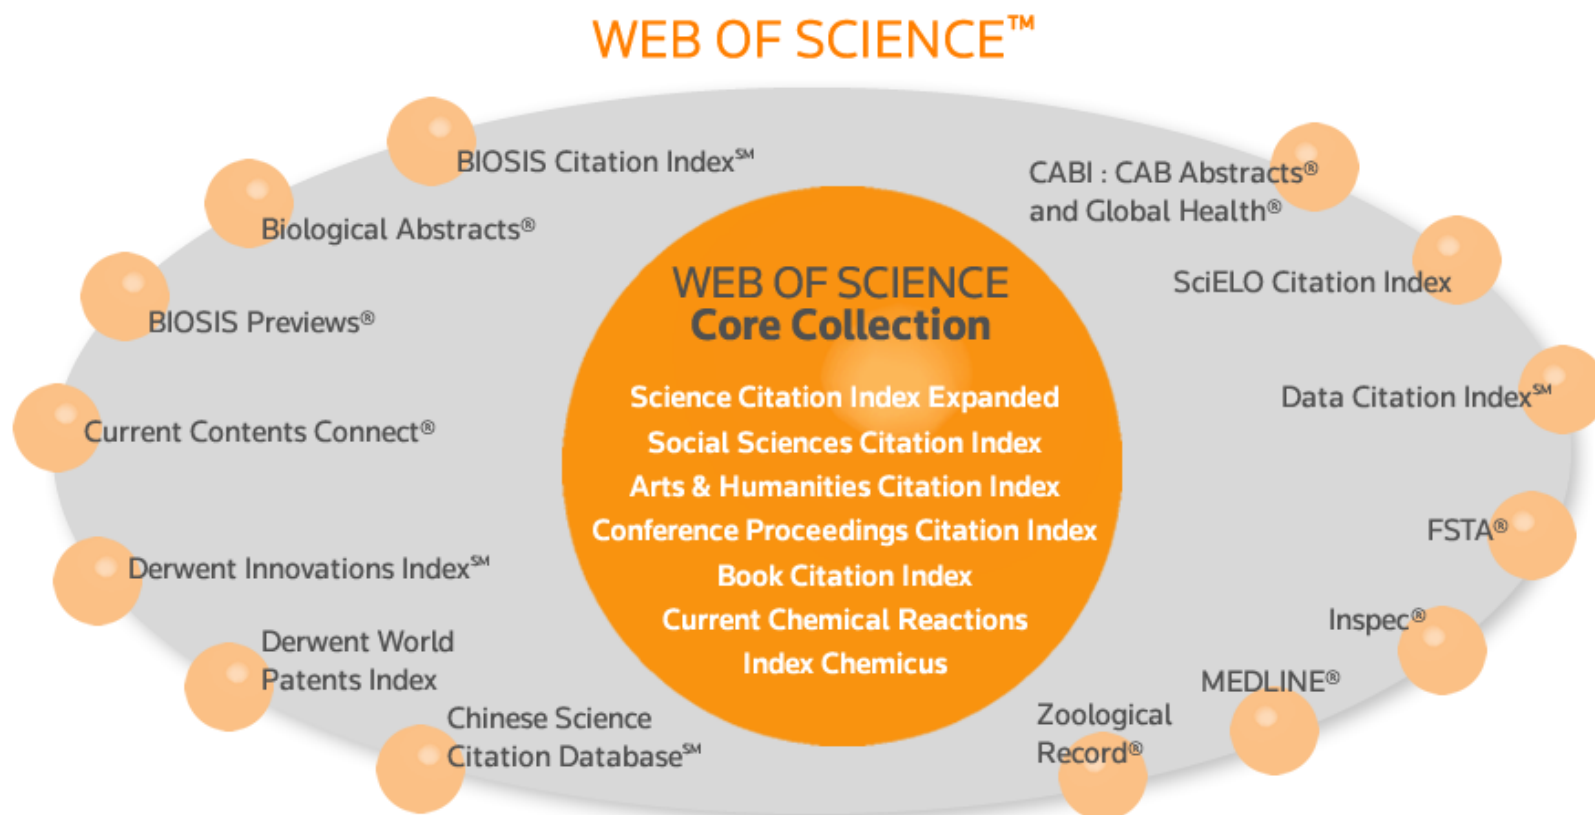 WEB OF SCIENCE™
BIOSIS Citation Index℠
Biological Abstracts®
BIOSIS Previews®
Current Contents Connect®
Derwent Innovations Index℠
Derwent World
Patents Index
Chinese Science
Citation Database℠
WEB OF SCIENCE
Core Collection
Science Citation Index Expanded
Social Sciences Citation Index
Arts & Humanities Citation Index
Conference Proceedings Citation Index
Book Citation Index
Current Chemical Reactions
Index Chemicus
CABI : CAB Abstracts®
and Global Health®
SciELO Citation Index
Data Citation Index℠
FSTA®
Inspec®
MEDLINE®
Zoological
Record®